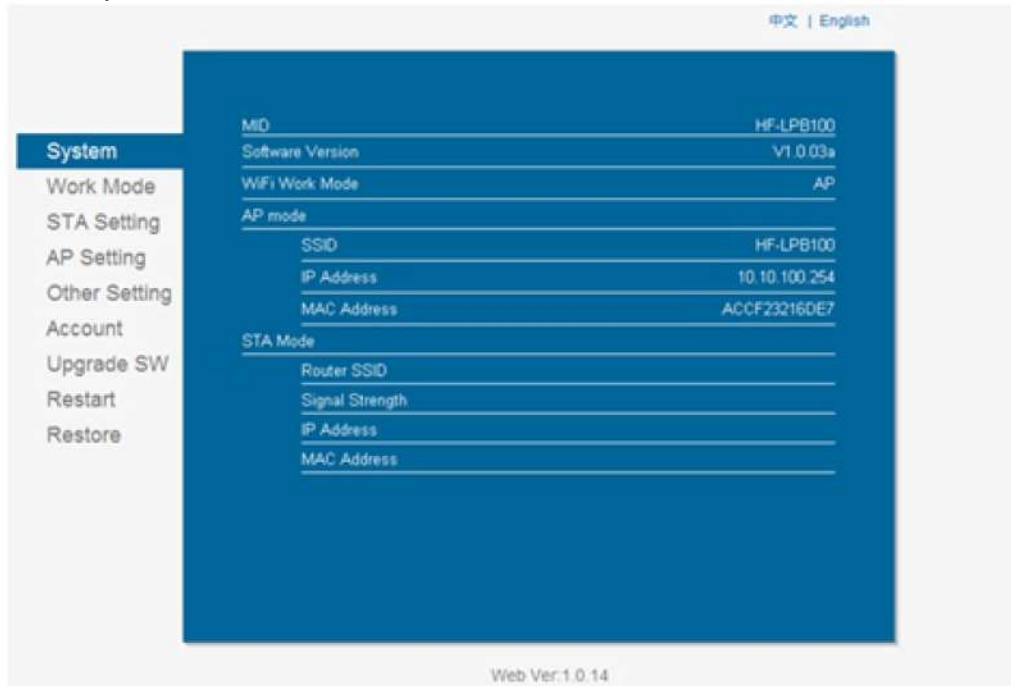 中文 | English
System
Work Mode
STA Setting
AP Setting
Other Setting
Account
Upgrade SW
Restart
Restore
MID HF-LPB100
Software Version V1.0.03a
WiFi Work Mode AP
AP mode
SSID HF-LPB100
IP Address 10.10.100.254
MAC Address ACCF23216DE7
STA Mode
Router SSID
Signal Strength
IP Address
MAC Address
Web Ver:1.0.14